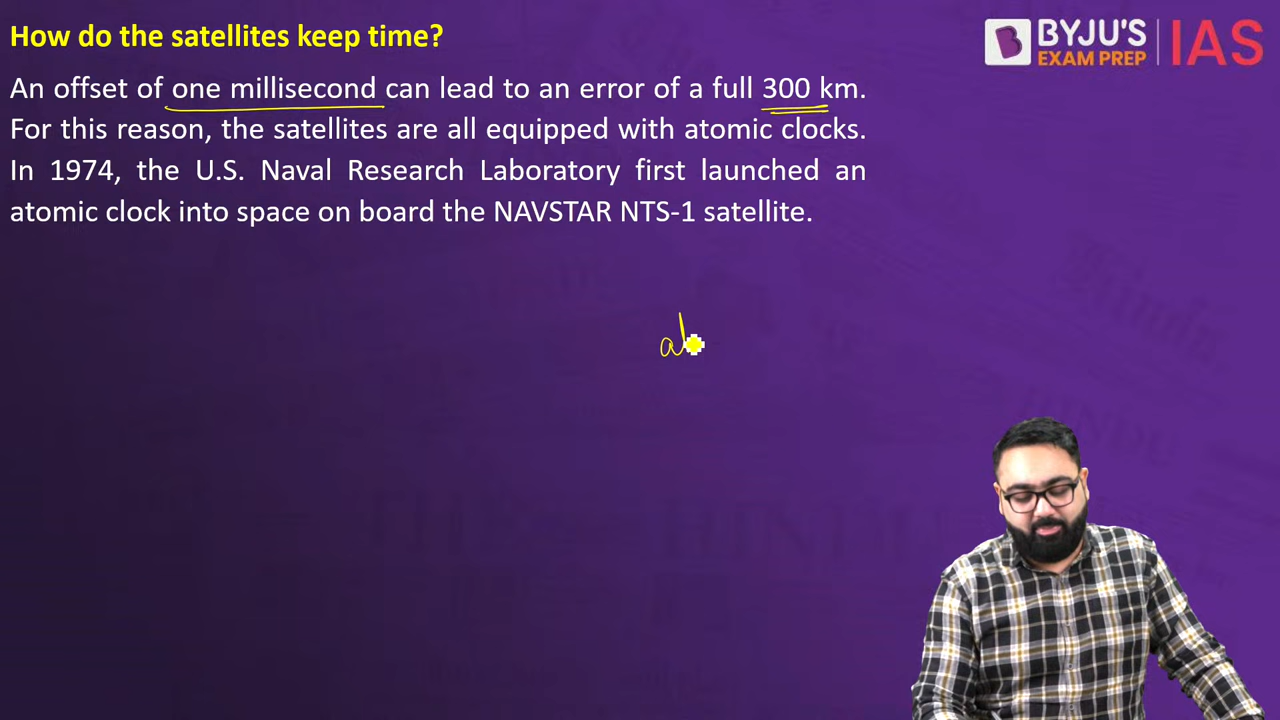 How do the satellites keep time?
BYJU'S
EXAM PREP
IAS
An offset of one millisecond can lead to an error of a full 300 km.
For this reason, the satellites are all equipped with atomic clocks.
In 1974, the U.S. Naval Research Laboratory first launched an
atomic clock into space on board the NAVSTAR NTS-1 satellite.